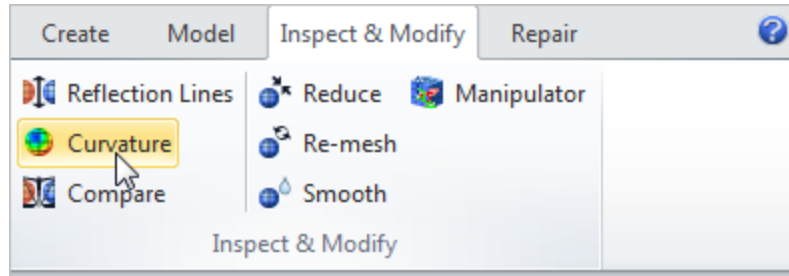 Create Model Inspect & Modify Repair ?
Reflection Lines Reduce Manipulator
Curvature Re-mesh
Compare Smooth
Inspect & Modify